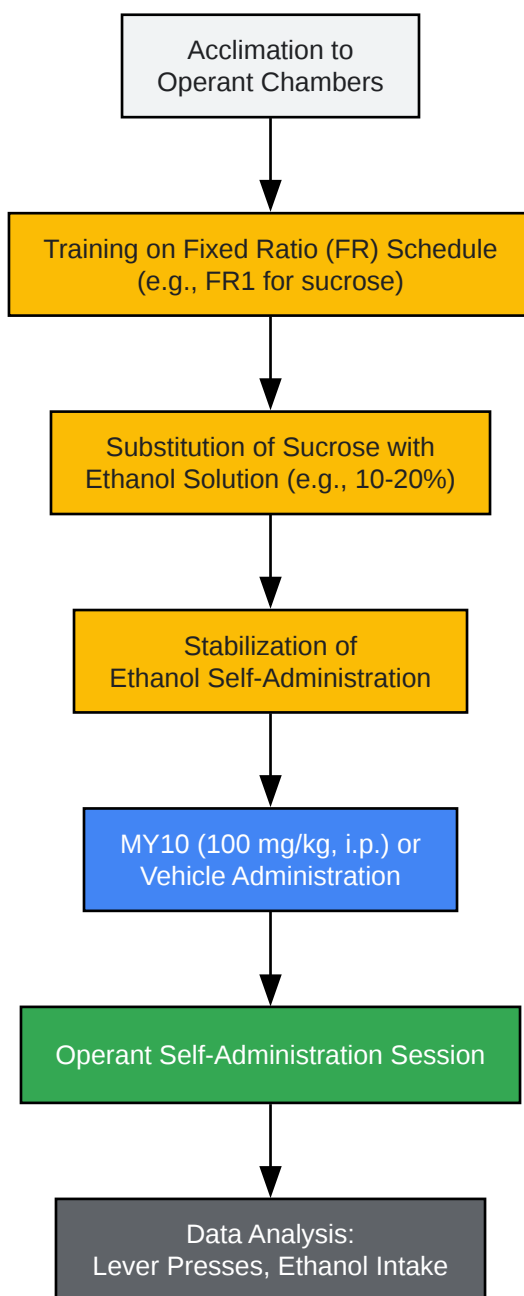 Acclimation to
Operant Chambers
Training on Fixed Ratio (FR) Schedule
(e.g., FR1 for sucrose)
Substitution of Sucrose with
Ethanol Solution (e.g., 10-20%)
Stabilization of
Ethanol Self-Administration
MY10 (100 mg/kg, i.p.) or
Vehicle Administration
Operant Self-Administration Session
Data Analysis:
Lever Presses, Ethanol Intake